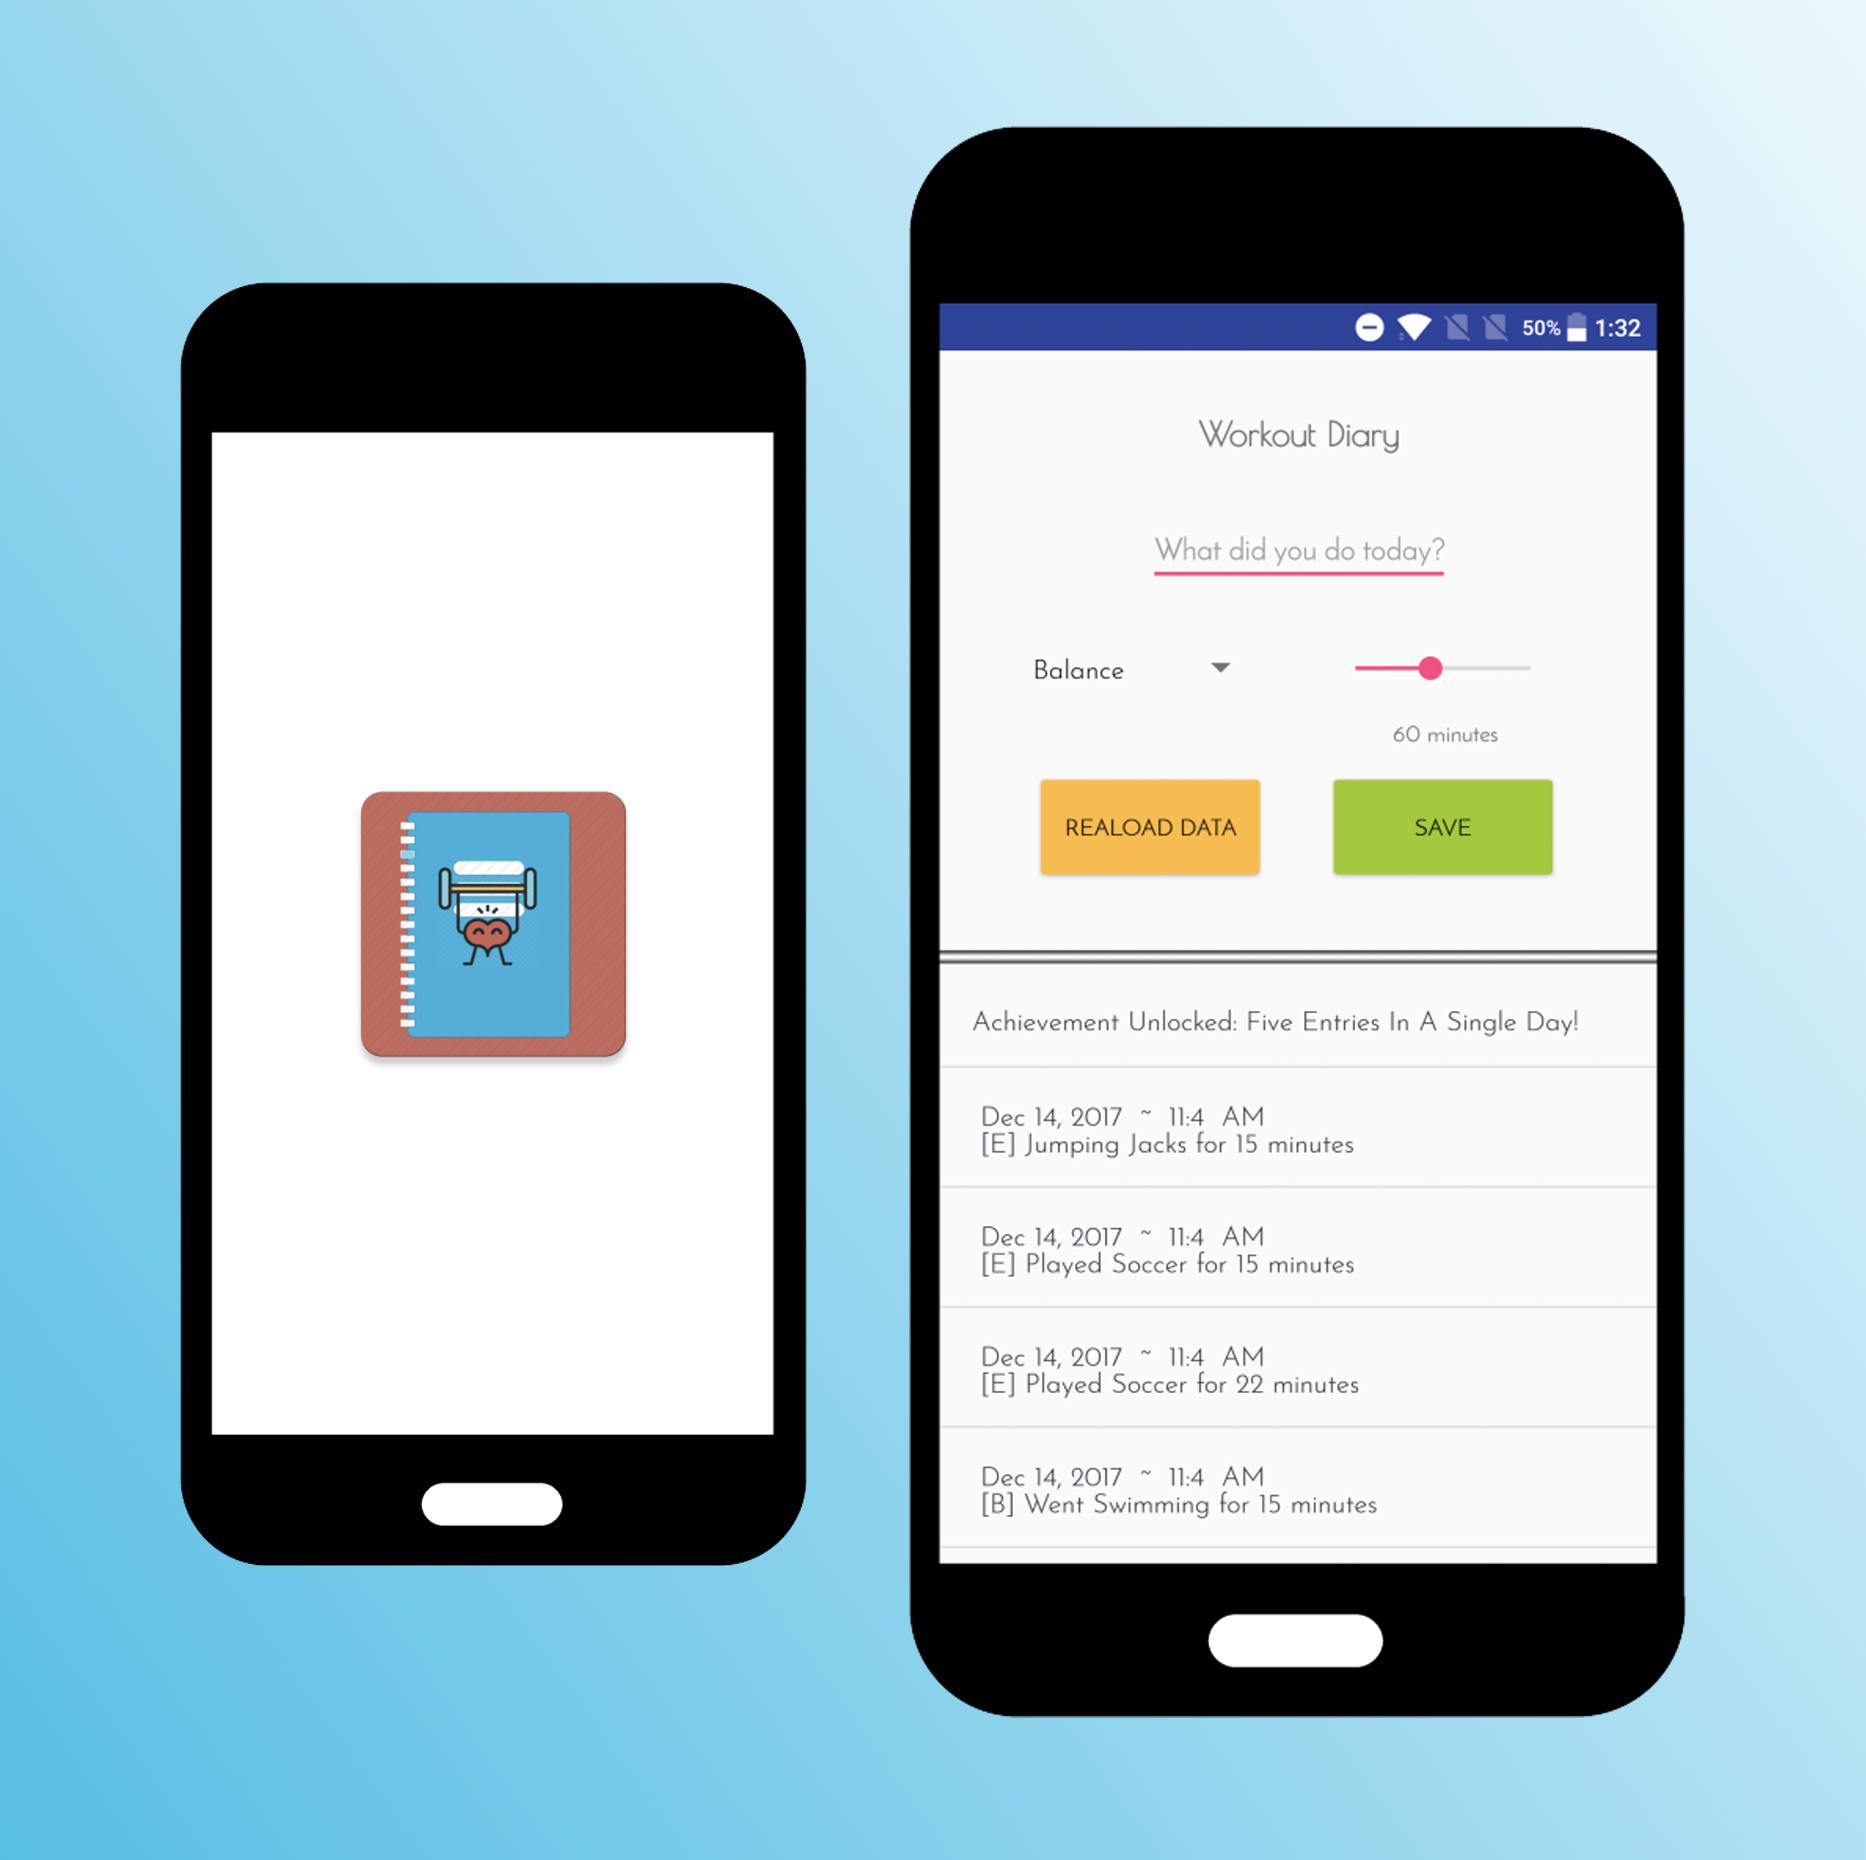 50% 1:32
Workout Diary
What did you do today?
Balance
60 minutes
REALOAD DATA
SAVE
Achievement Unlocked: Five Entries In A Single Day!
Dec 14, 2017 ~ 11:4 AM
[E] Jumping Jacks for 15 minutes
Dec 14, 2017 ~ 11:4 AM
[E] Played Soccer for 15 minutes
Dec 14, 2017 ~ 11:4 AM
[E] Played Soccer for 22 minutes
Dec 14, 2017 ~ 11:4 AM
[B] Went Swimming for 15 minutes